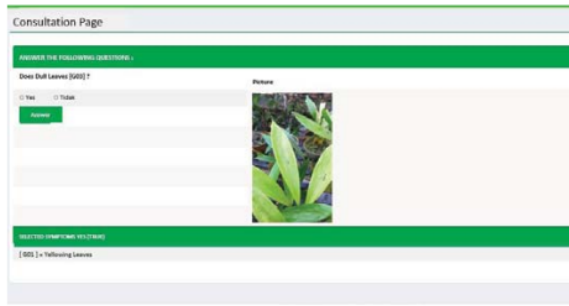 Consultation Page
ANSWER THE FOLLOWING QUESTIONS :
Does Dull Leaves [G03] ?
Picture
Yes
Tidak
Answer
SELECTED SYMPTOMS YES (TRUE)
[ G01 ] = Yellowing Leaves